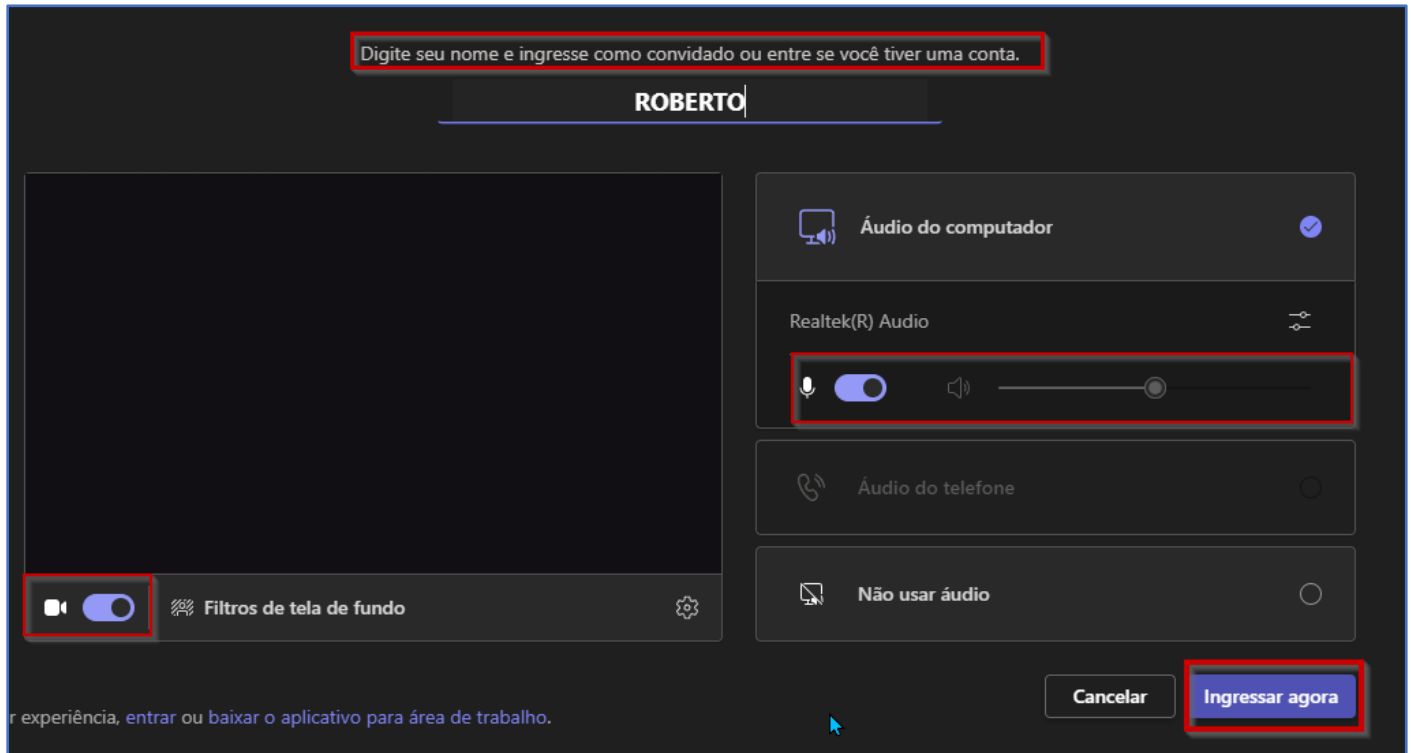 Digite seu nome e ingresse como convidado ou entre se você tiver uma conta.
ROBERTO
Áudio do computador
Realtek(R) Audio
Áudio do telefone
Filtros de tela de fundo
Não usar áudio
Cancelar
Ingressar agora
r experiência, entrar ou baixar o aplicativo para área de trabalho.